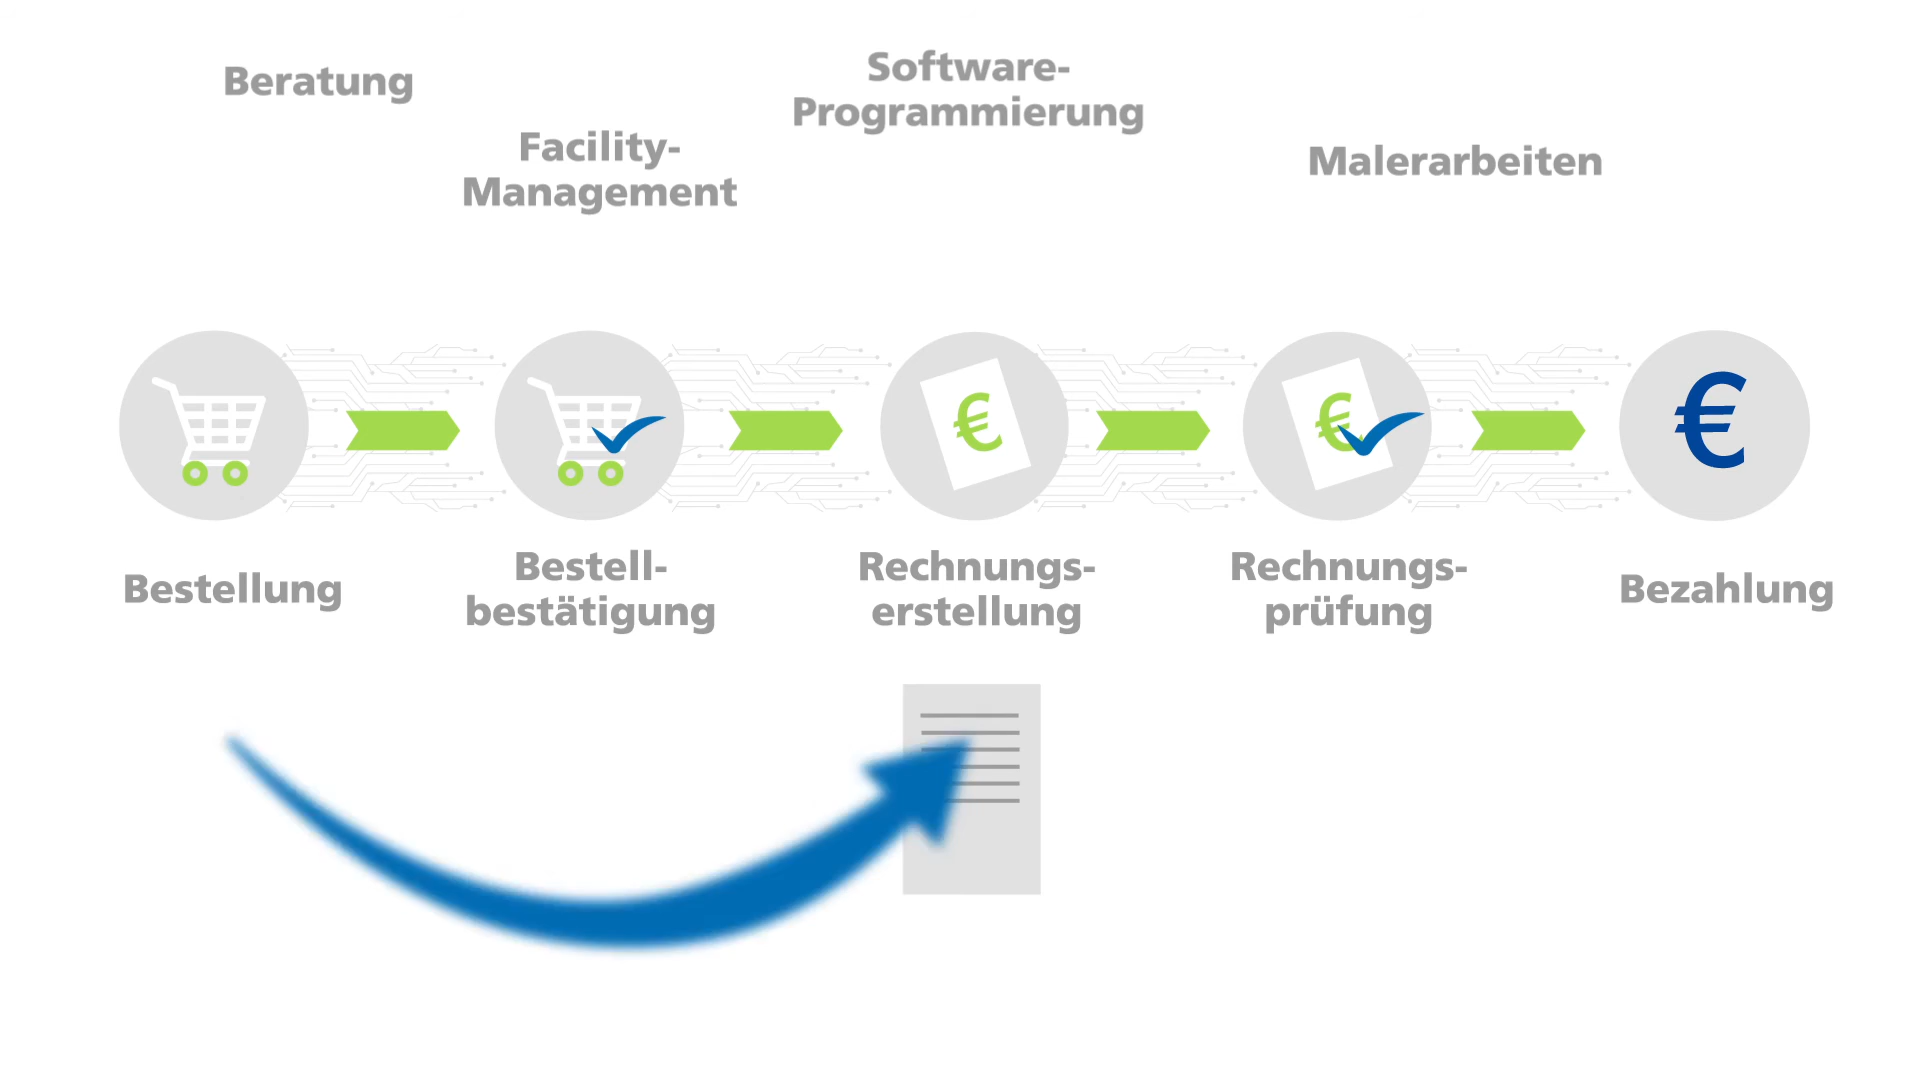 Beratung
Software-
Programmierung
Facility-
Management
Malerarbeiten
€
€
€
Bestellung
Bestell-
bestätigung
Rechnungs-
erstellung
Rechnungs-
prüfung
Bezahlung